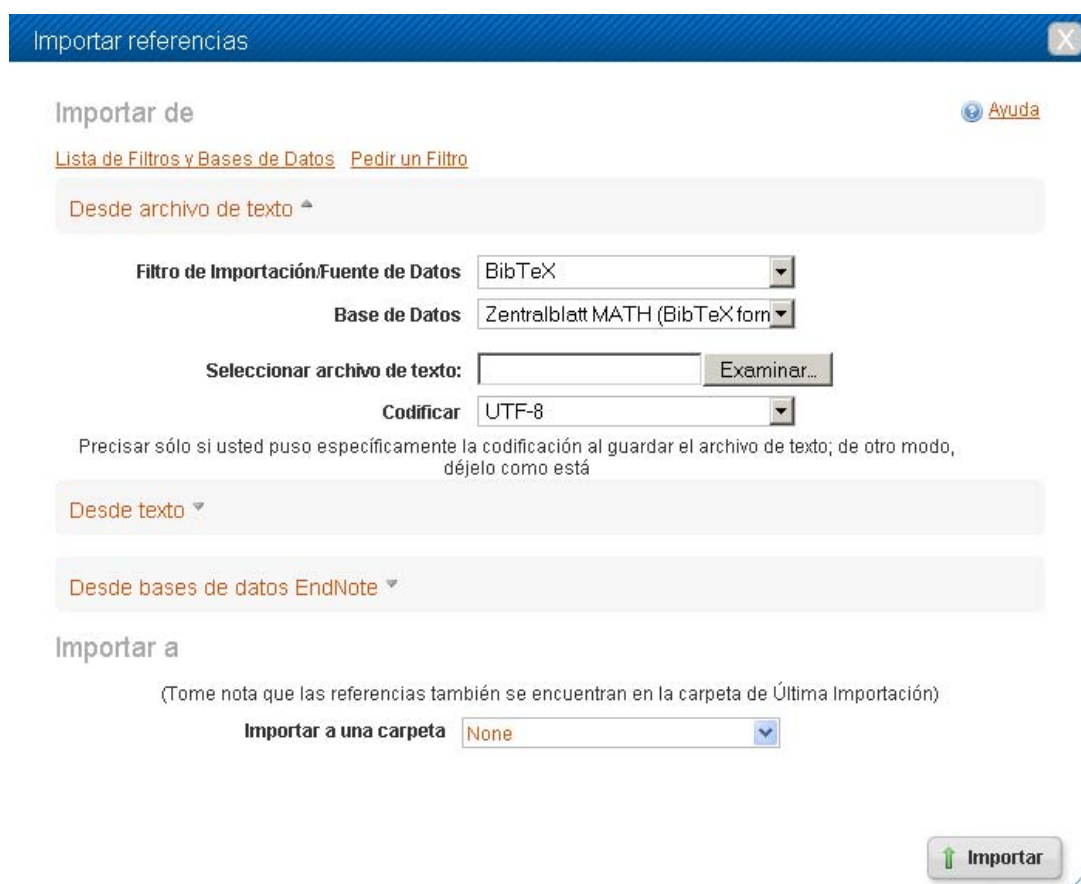 Importar referencias
X
Importar de
Ayuda
Lista de Filtros y Bases de Datos Pedir un Filtro
Desde archivo de texto
Filtro de Importación/Fuente de Datos BibTeX
Base de Datos Zentralblatt MATH (BibTeX forn
Seleccionar archivo de texto: Examinar...
Codificar UTF-8
Precisar sólo si usted puso específicamente la codificación al guardar el archivo de texto; de otro modo,
déjelo como está
Desde texto
Desde bases de datos EndNote
Importar a
(Tome nota que las referencias también se encuentran en la carpeta de Última Importación)
Importar a una carpeta None
Importar